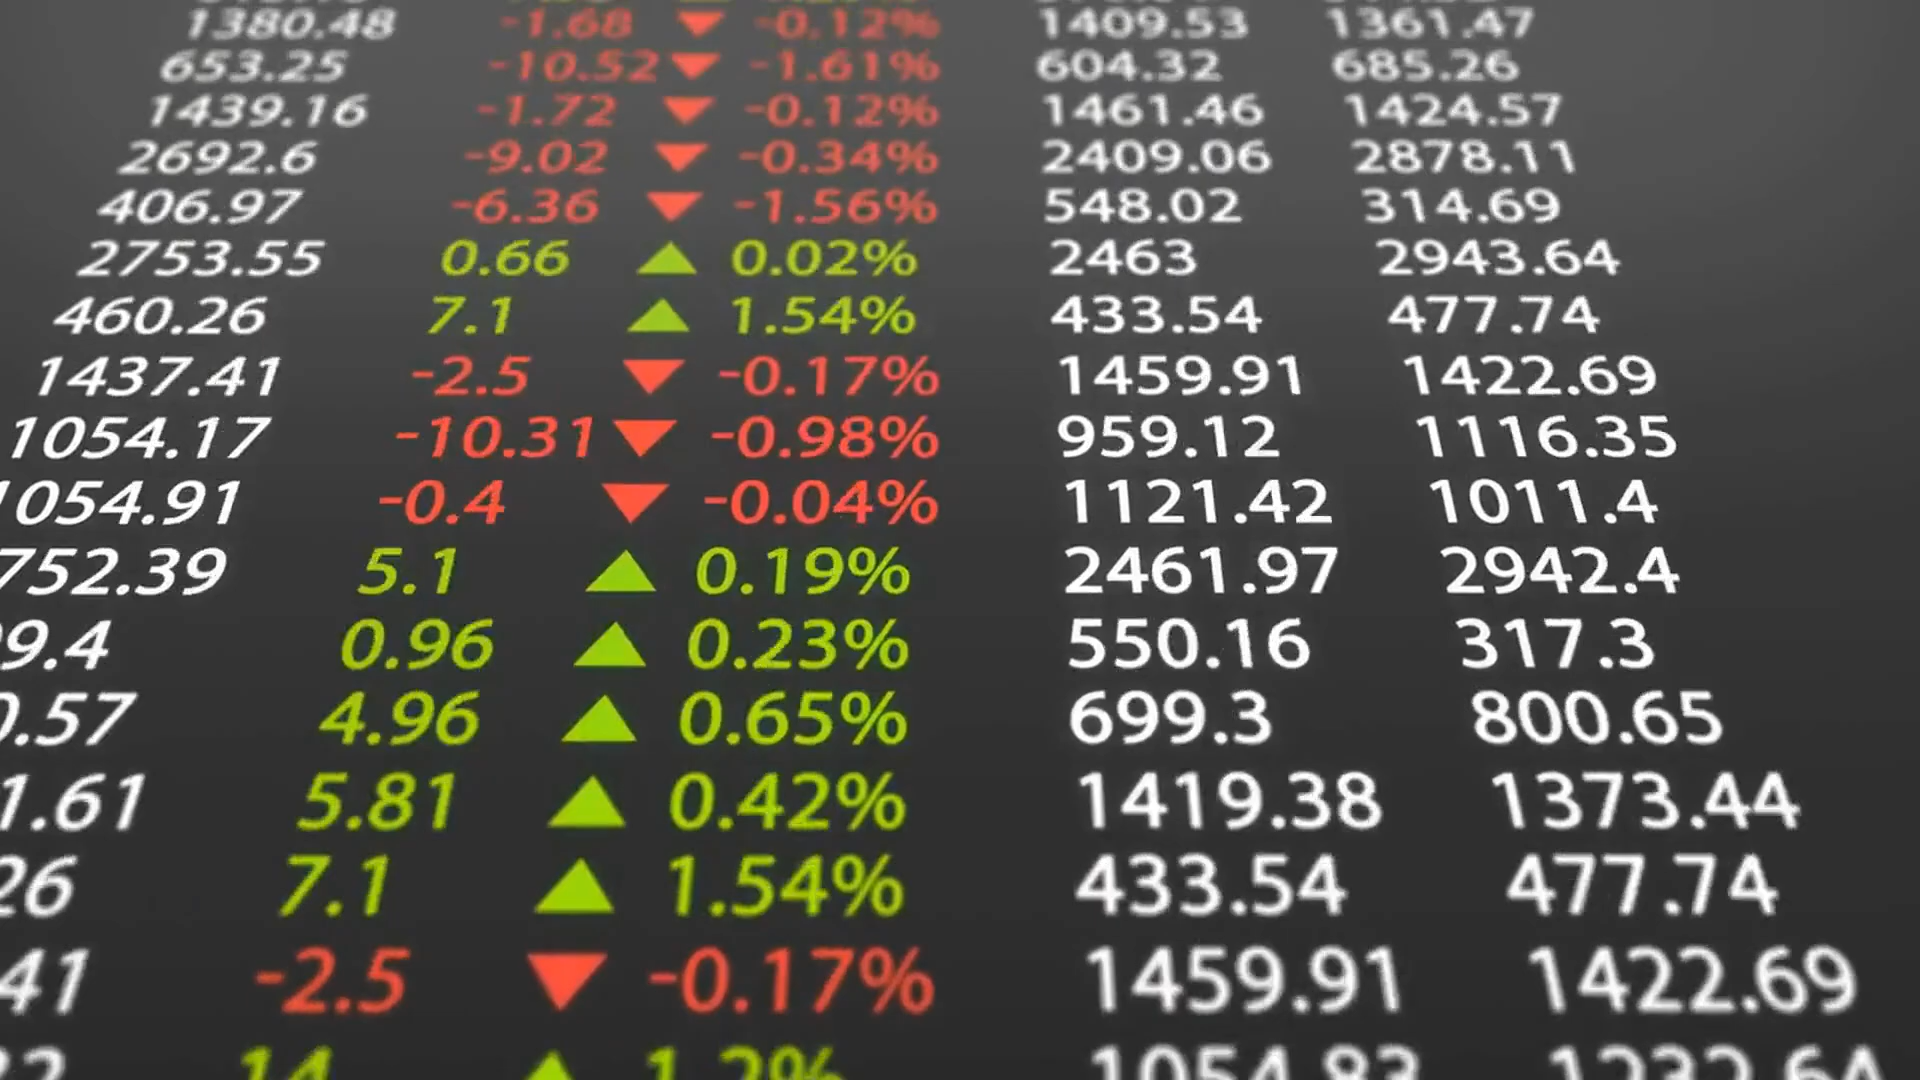 1380.48 -1.68 ▼ -0.12% 1409.53 1361.47
653.25 -10.52 ▼ -1.61% 604.32 685.26
1439.16 -1.72 ▼ -0.12% 1461.46 1424.57
2692.6 -9.02 ▼ -0.34% 2409.06 2878.11
406.97 -6.36 ▼ -1.56% 548.02 314.69
2753.55 0.66 ▲ 0.02% 2463 2943.64
460.26 7.1 ▲ 1.54% 433.54 477.74
1437.41 -2.5 ▼ -0.17% 1459.91 1422.69
1054.17 -10.31 ▼ -0.98% 959.12 1116.35
1054.91 -0.4 ▼ -0.04% 1121.42 1011.4
752.39 5.1 ▲ 0.19% 2461.97 2942.4
9.4 0.96 ▲ 0.23% 550.16 317.3
0.57 4.96 ▲ 0.65% 699.3 800.65
1.61 5.81 ▲ 0.42% 1419.38 1373.44
26 7.1 ▲ 1.54% 433.54 477.74
41 -2.5 ▼ -0.17% 1459.91 1422.69
14 ▲ 1.2% 1054.83